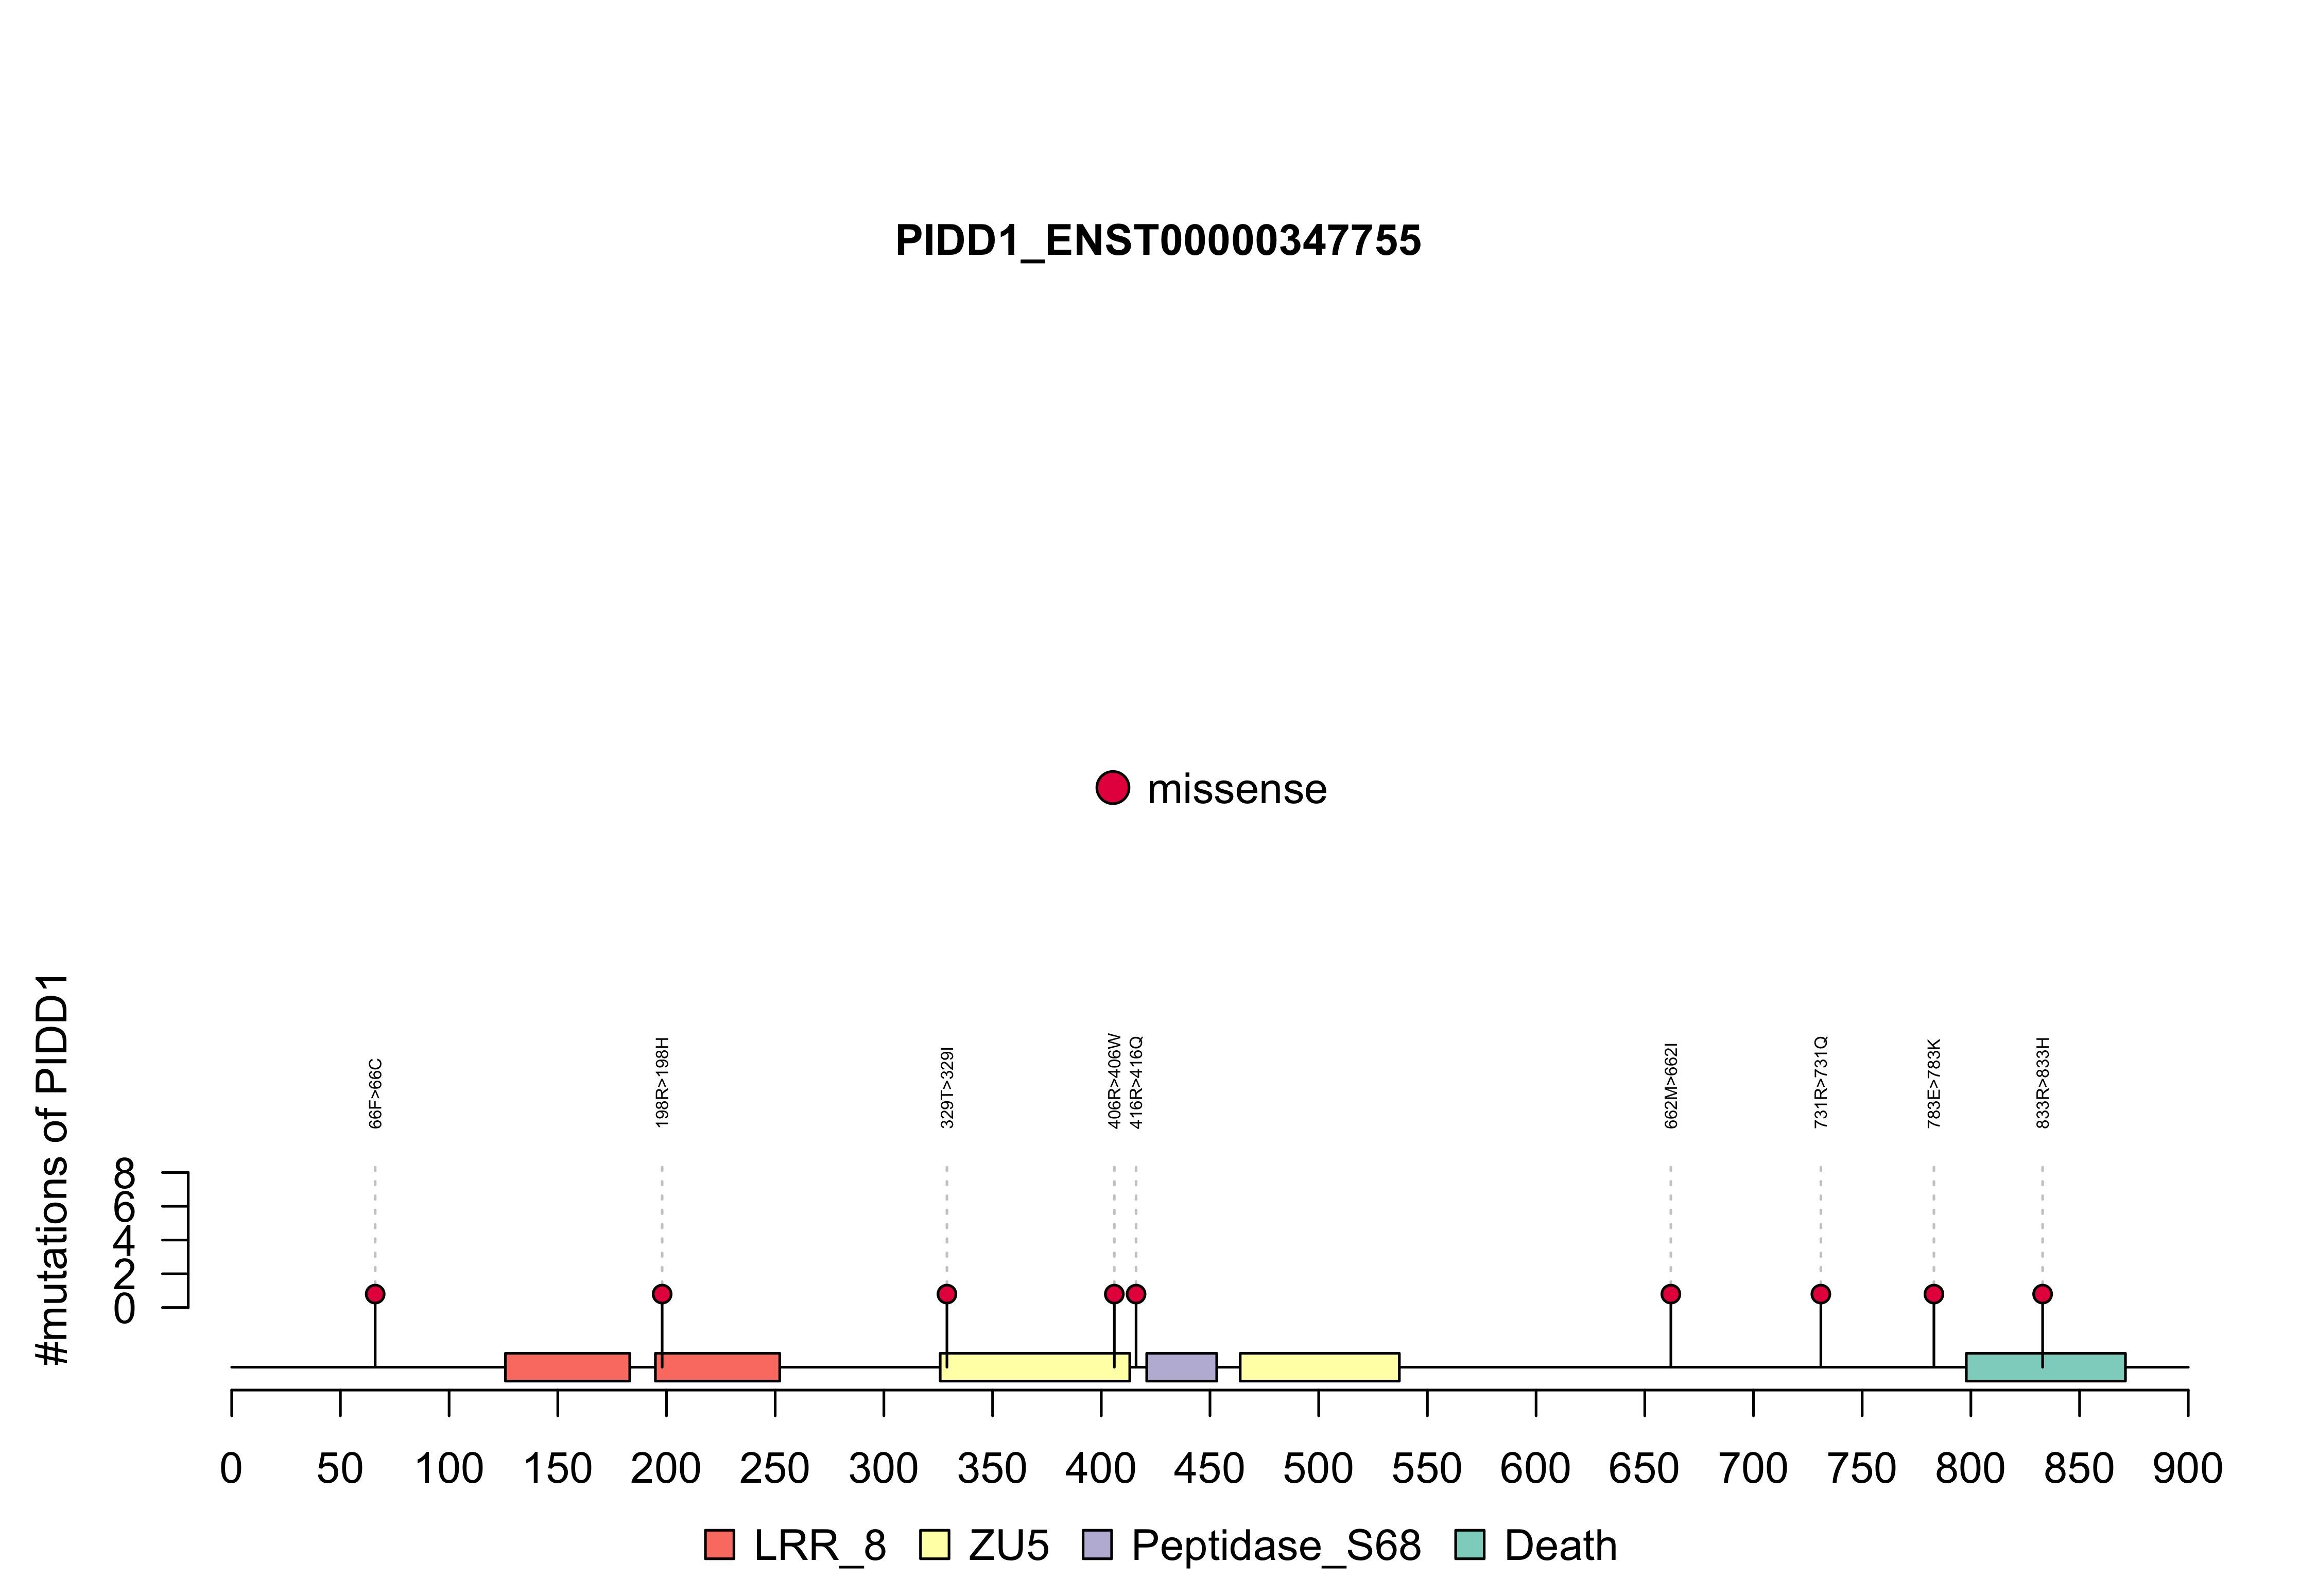 PIDD1_ENST00000347755
missense
#mutations of PIDD1
66F>66C
198R>198H
329T>329I
406R>406W
416R>416Q
662M>662I
731R>731Q
783E>783K
833R>833H
8
6
4
2
0
0 50 100 150 200 250 300 350 400 450 500 550 600 650 700 750 800 850 900
LRR_8 ZU5 Peptidase_S68 Death